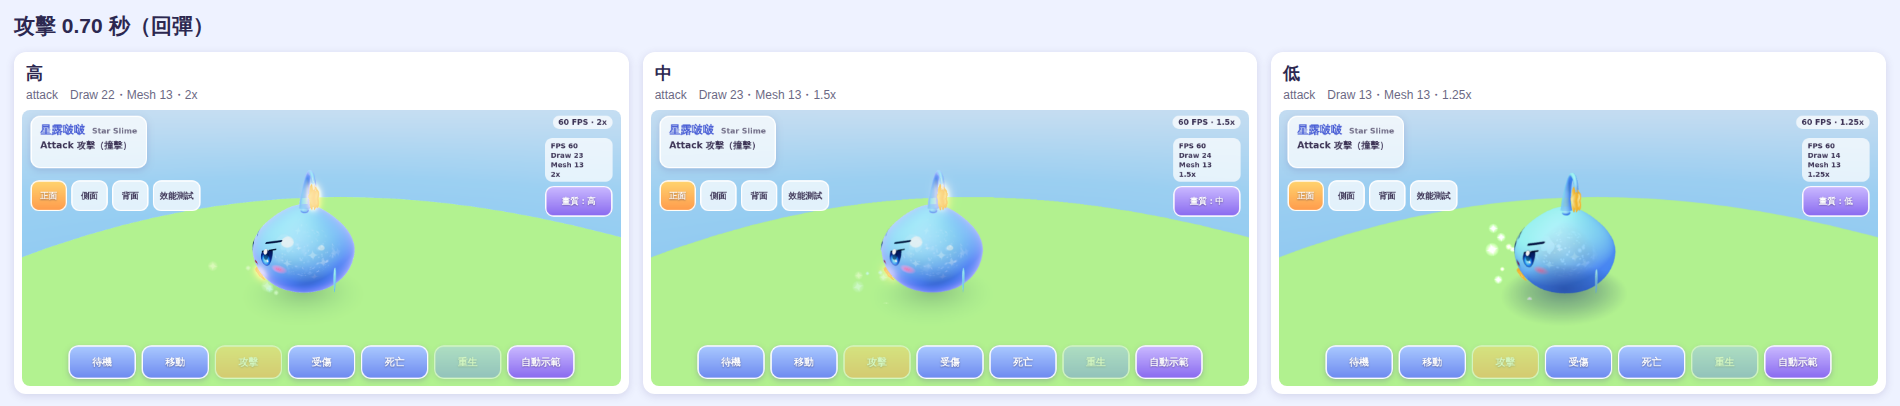 攻擊 0.70 秒（回彈）
高
attack Draw 22・Mesh 13・2x
星露啵啵 Star Slime
Attack 攻擊（撞擊）
60 FPS · 2x
FPS 60
Draw 23
Mesh 13
2x
正面 側面 背面 效能測試
畫質：高
待機 移動 攻擊 受傷 死亡 重生 自動示範
中
attack Draw 23・Mesh 13・1.5x
星露啵啵 Star Slime
Attack 攻擊（撞擊）
60 FPS · 1.5x
FPS 60
Draw 24
Mesh 13
1.5x
正面 側面 背面 效能測試
畫質：中
待機 移動 攻擊 受傷 死亡 重生 自動示範
低
attack Draw 13・Mesh 13・1.25x
星露啵啵 Star Slime
Attack 攻擊（撞擊）
60 FPS · 1.25x
FPS 60
Draw 14
Mesh 13
1.25x
正面 側面 背面 效能測試
畫質：低
待機 移動 攻擊 受傷 死亡 重生 自動示範